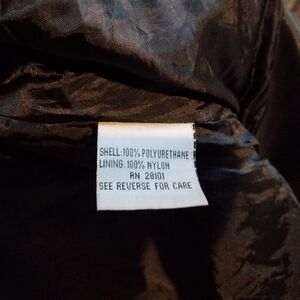 SHELL:100% POLYURETHANE
LINING: 100% NYLON
RN 28101
SEE REVERSE FOR CARE